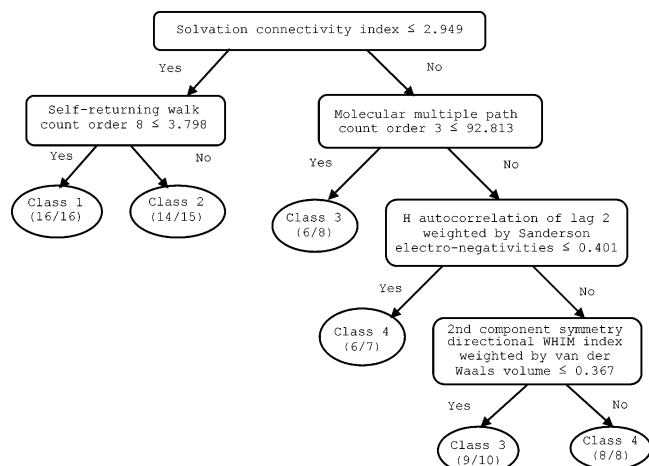 Solvation connectivity index ≤ 2.949
Yes
No
Self-returning walk
count order 8 ≤ 3.798
Molecular multiple path
count order 3 ≤ 92.813
Yes
No
Yes
No
Class 1
(16/16)
Class 2
(14/15)
Class 3
(6/8)
H autocorrelation of lag 2
weighted by Sanderson
electro-negativities ≤ 0.401
Yes
No
Class 4
(6/7)
2nd component symmetry
directional WHIM index
weighted by van der
Waals volume ≤ 0.367
Yes
No
Class 3
(9/10)
Class 4
(8/8)